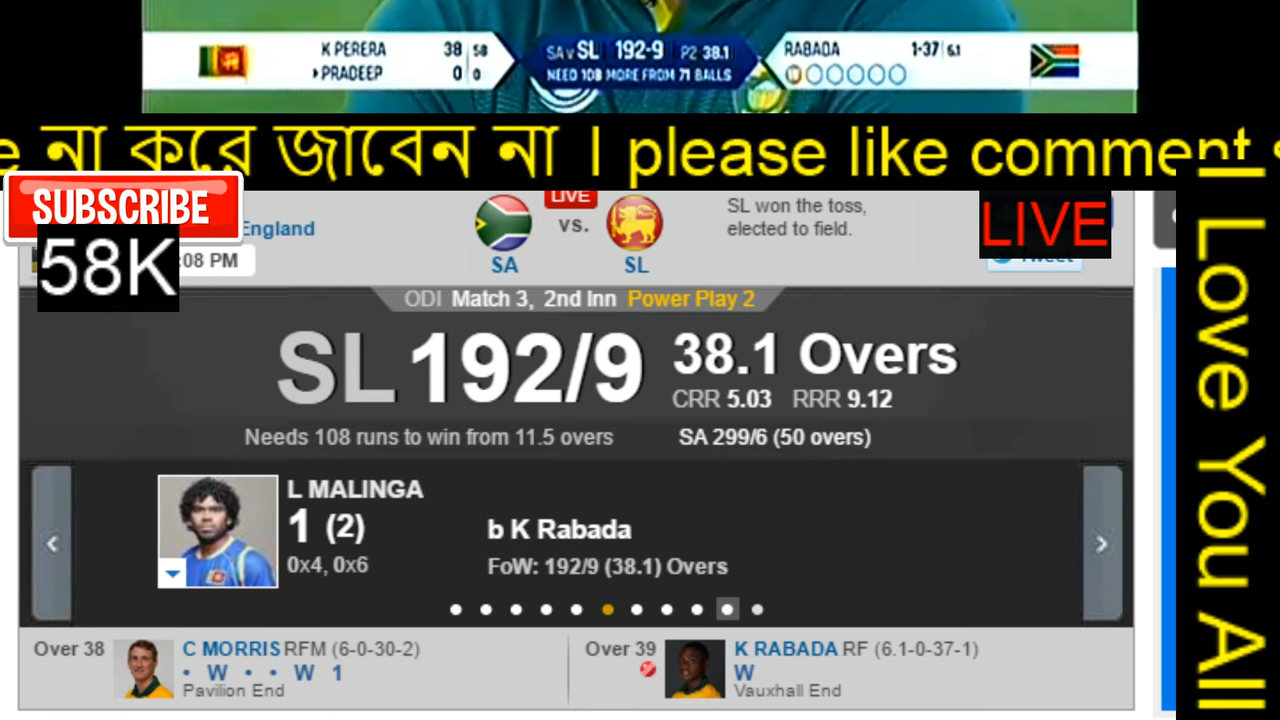 K PERERA 38 58
PRADEEP 0 0
SA v SL 192-9 P2 38.1
NEED 108 MORE FROM 71 BALLS
RABADA 1-37 6.1
e না করে জাবেন না । please like comment s
SUBSCRIBE
58K
England
:08 PM
LIVE
vs.
SA
SL
SL won the toss,
elected to field.
LIVE
Tweet
ODI Match 3, 2nd Inn Power Play 2
SL 192/9
38.1 Overs
CRR 5.03 RRR 9.12
Needs 108 runs to win from 11.5 overs
SA 299/6 (50 overs)
L MALINGA
1 (2)
0x4, 0x6
b K Rabada
FoW: 192/9 (38.1) Overs
Over 38
C MORRIS RFM (6-0-30-2)
• W • • W 1
Pavilion End
Over 39
K RABADA RF (6.1-0-37-1)
W
Vauxhall End
I Love You All